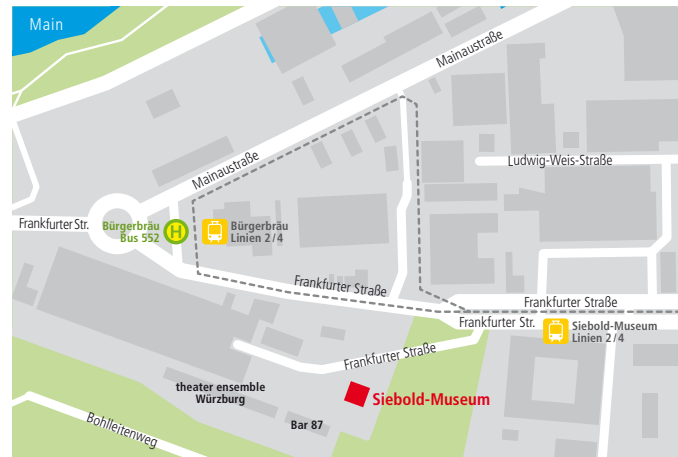 Main
Mainaustraße
Ludwig-Weis-Straße
Mainaustraße
Frankfurter Str.
Bürgerbräu
Bus 552
H
Bürgerbräu
Linien 2/4
Frankfurter Straße
Frankfurter Straße
Frankfurter Str.
Siebold-Museum
Linien 2/4
Frankfurter Straße
theater ensemble
Würzburg
Siebold-Museum
Bar 87
Bohlleitenweg